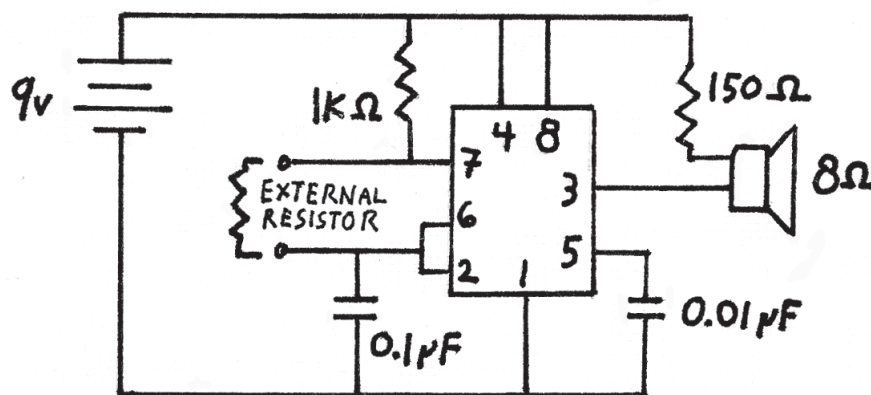 9v
1KΩ
150Ω
8Ω
EXTERNAL
RESISTOR
7
4
8
6
3
2
1
5
0.1µF
0.01µF